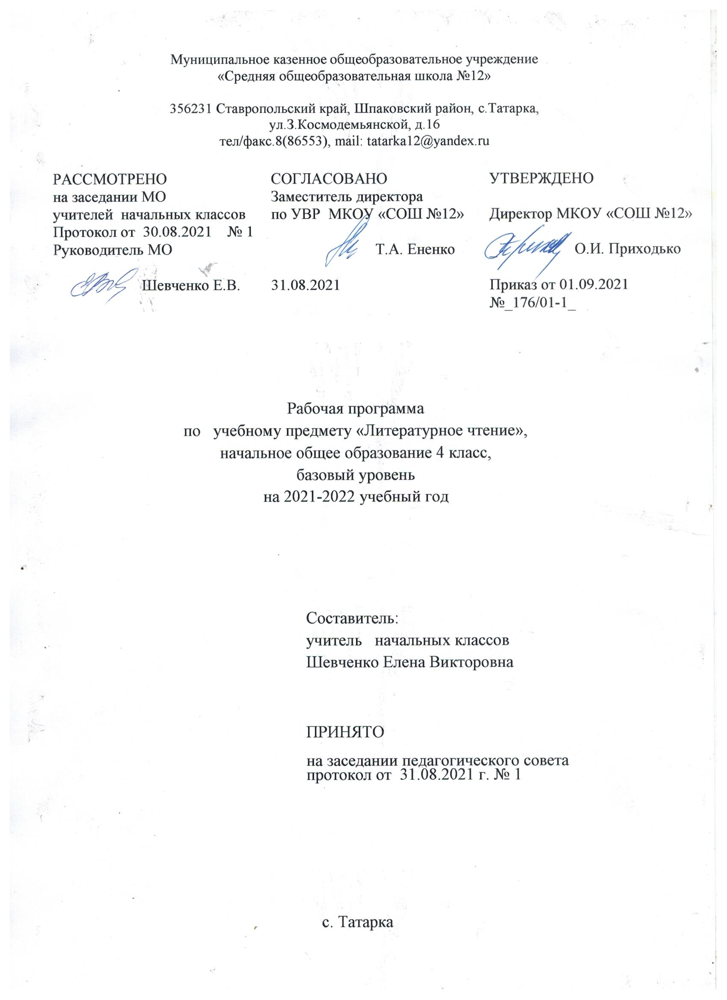 Муниципальное казенное общеобразовательное учреждение
«Средняя общеобразовательная школа №12»
356231 Ставропольский край, Шпаковский район, с.Татарка,
ул.З.Космодемьянской, д.16
тел/факс.8(86553), mail: tatarka12@yandex.ru
РАССМОТРЕНО
на заседании МО
учителей начальных классов
Протокол от 30.08.2021 № 1
Руководитель МО
Шевченко Е.В.
СОГЛАСОВАНО
Заместитель директора
по УВР МКОУ «СОШ №12»
Т.А. Ененко
31.08.2021
УТВЕРЖДЕНО
Директор МКОУ «СОШ №12»
_ О.И. Приходько
Приказ от 01.09.2021
№_176/01-1_
Рабочая программа
по учебному предмету «Литературное чтение»,
начальное общее образование 4 класс,
базовый уровень
на 2021-2022 учебный год
Составитель:
учитель начальных классов
Шевченко Елена Викторовна
ПРИНЯТО
на заседании педагогического совета
протокол от 31.08.2021 г. № 1
с. Татарка